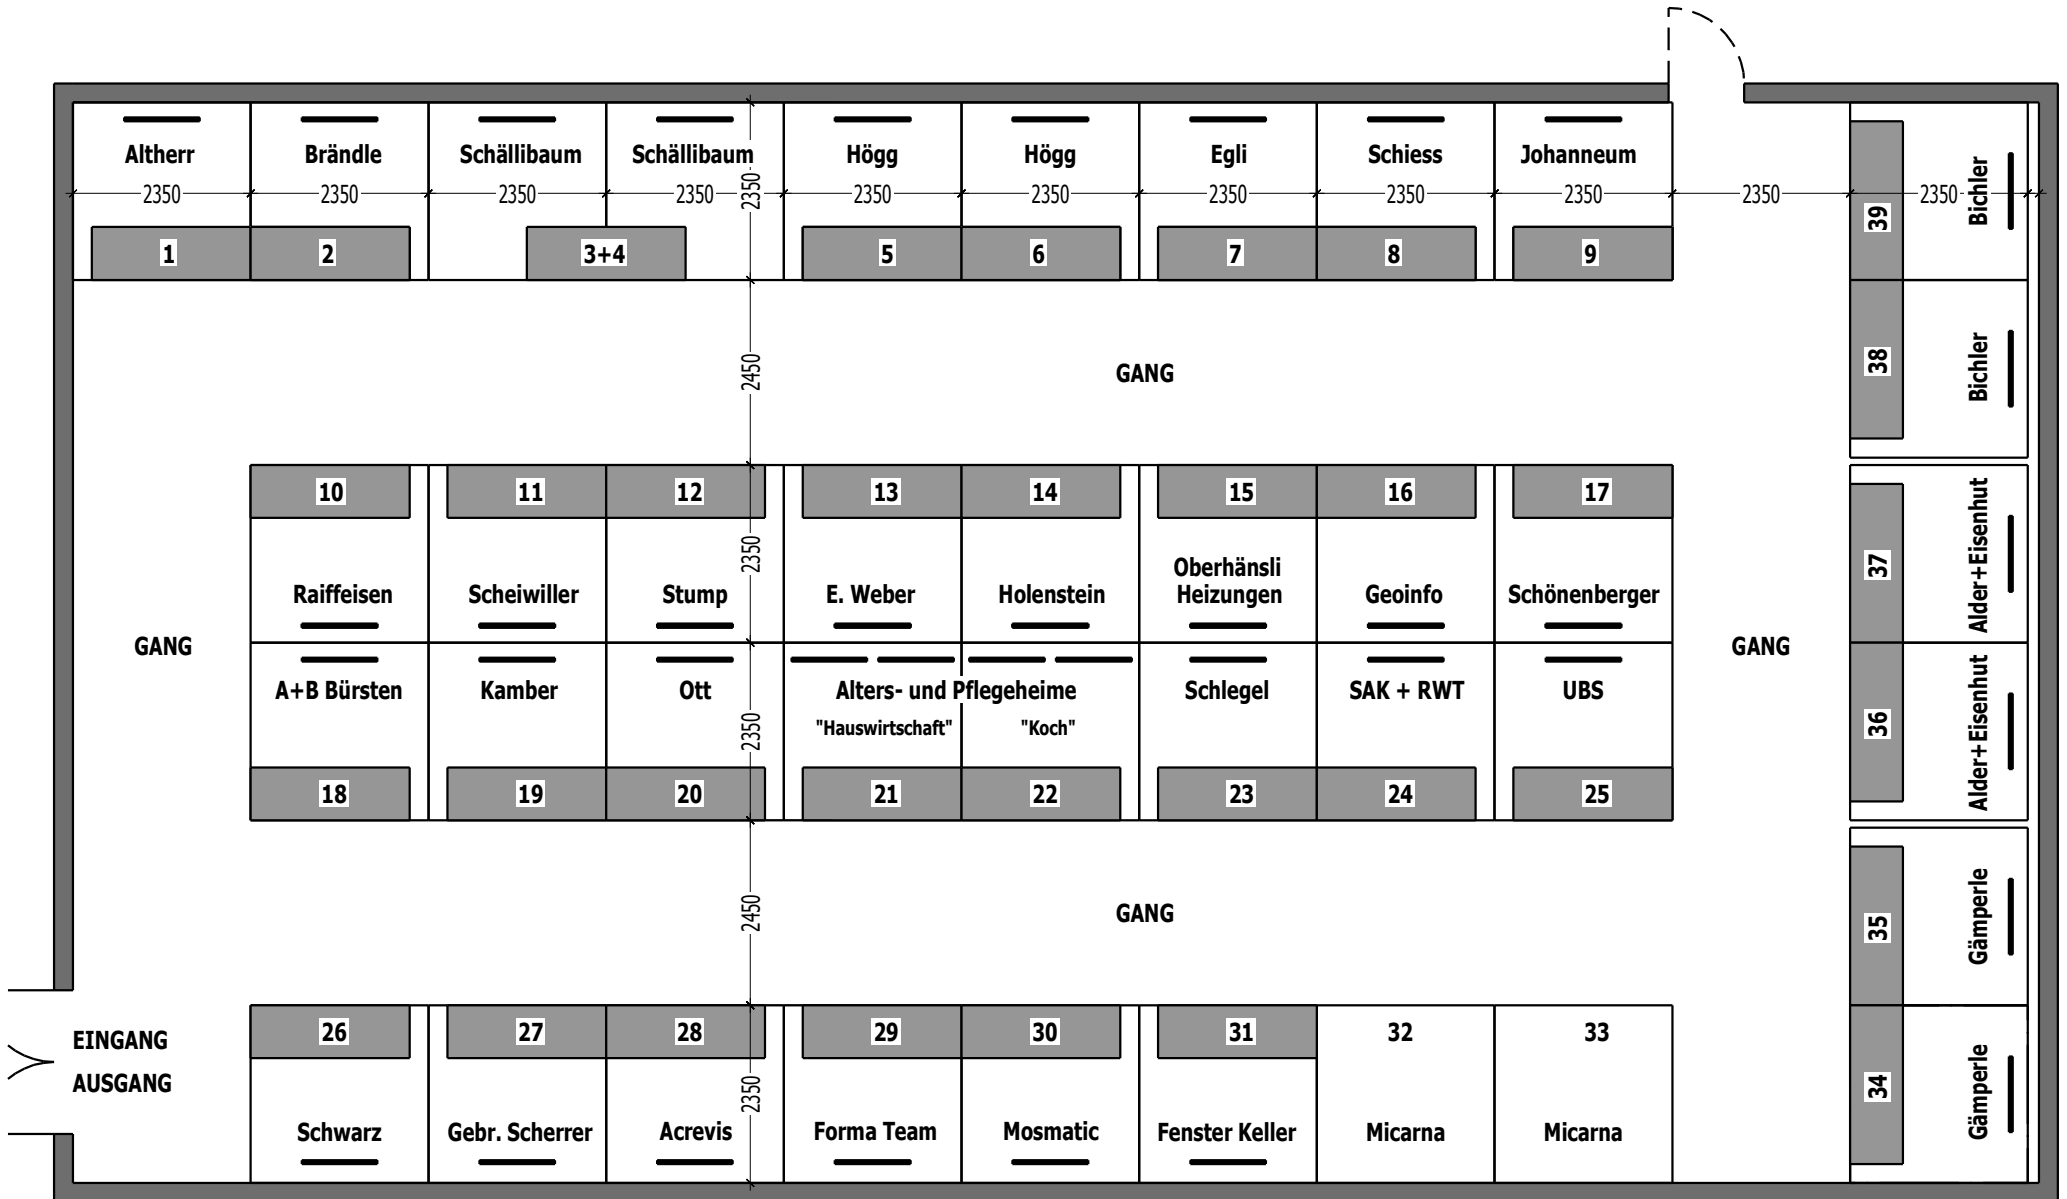 Altherr
Brändle
Schällibaum
Schällibaum
Högg
Högg
Egli
Schiess
Johanneum
2350
2350
2350
2350
2350
2350
2350
2350
2350
2350
2350
2350
1
2
3+4
5
6
7
8
9
39
Bichler
2450
GANG
38
Bichler
10
11
12
13
14
15
16
17
2350
Raiffeisen
Scheiwiller
Stump
E. Weber
Holenstein
Oberhänsli
Heizungen
Geoinfo
Schönenberger
37
Alder+Eisenhut
GANG
GANG
A+B Bürsten
Kamber
Ott
Alters- und Pflegeheime
"Hauswirtschaft"
"Koch"
Schlegel
SAK + RWT
UBS
2350
18
19
20
21
22
23
24
25
36
Alder+Eisenhut
2450
GANG
35
Gämperle
EINGANG
AUSGANG
26
27
28
29
30
31
32
33
2350
Schwarz
Gebr. Scherrer
Acrevis
Forma Team
Mosmatic
Fenster Keller
Micarna
Micarna
34
Gämperle